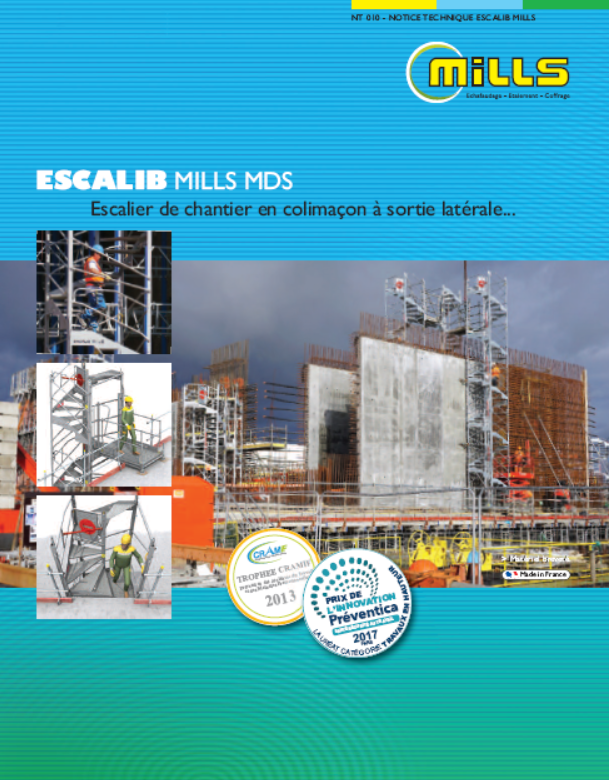 NT 010 - NOTICE TECHNIQUE ESCALIB MILLS
MiLLS
Echafaudage - Etaiement - Coffrage
ESCALIB MILLS MDS
Escalier de chantier en colimaçon à sortie latérale...
Matériel Breveté
Made in France
CRAMIF
TROPHEE CRAMIF
2013
PRIX DE
L'INNOVATION
Préventica
2017
LAURÉAT CATÉGORIE TRAVAUX EN HAUTEUR